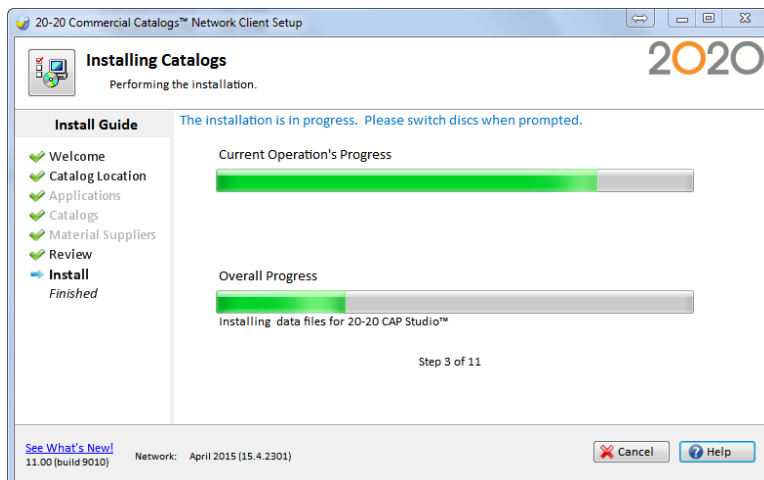 20-20 Commercial Catalogs™ Network Client Setup
Installing Catalogs
Performing the installation.
2020
Install Guide
Welcome
Catalog Location
Applications
Catalogs
Material Suppliers
Review
Install
Finished
The installation is in progress. Please switch discs when prompted.
Current Operation's Progress
Overall Progress
Installing data files for 20-20 CAP Studio™
Step 3 of 11
See What's New!
11.00 (build 9010)
Network: April 2015 (15.4.2301)
Cancel
Help